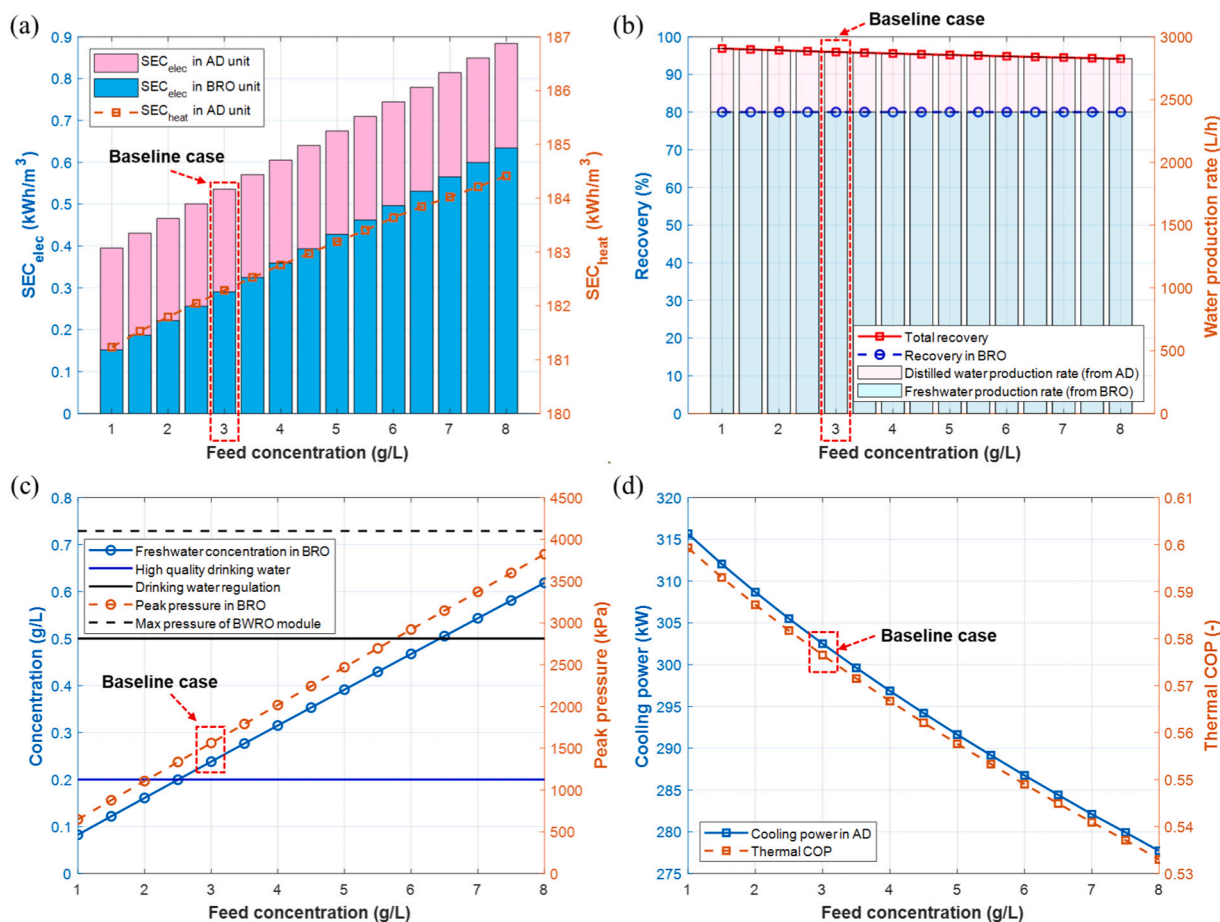 (a)
SEC_elec (kWh/m³)
0.9
0.8
0.7
0.6
0.5
0.4
0.3
0.2
0.1
0
187
186
185
184
183
182
181
180
SEC_heat (kWh/m³)
SEC_elec in AD unit
SEC_elec in BRO unit
SEC_heat in AD unit
Baseline case
1 2 3 4 5 6 7 8
Feed concentration (g/L)
(b)
Baseline case
Recovery (%)
100
90
80
70
60
50
40
30
20
10
0
3000
2500
2000
1500
1000
500
0
Water production rate (L/h)
Total recovery
Recovery in BRO
Distilled water production rate (from AD)
Freshwater production rate (from BRO)
1 2 3 4 5 6 7 8
Feed concentration (g/L)
(c)
Concentration (g/L)
0.8
0.7
0.6
0.5
0.4
0.3
0.2
0.1
0
4500
4000
3500
3000
2500
2000
1500
1000
500
0
Peak pressure (kPa)
Freshwater concentration in BRO
High quality drinking water
Drinking water regulation
Peak pressure in BRO
Max pressure of BWRO module
Baseline case
1 2 3 4 5 6 7 8
Feed concentration (g/L)
(d)
Cooling power (kW)
320
315
310
305
300
295
290
285
280
275
0.61
0.6
0.59
0.58
0.57
0.56
0.55
0.54
0.53
Thermal COP (-)
Baseline case
Cooling power in AD
Thermal COP
1 2 3 4 5 6 7 8
Feed concentration (g/L)